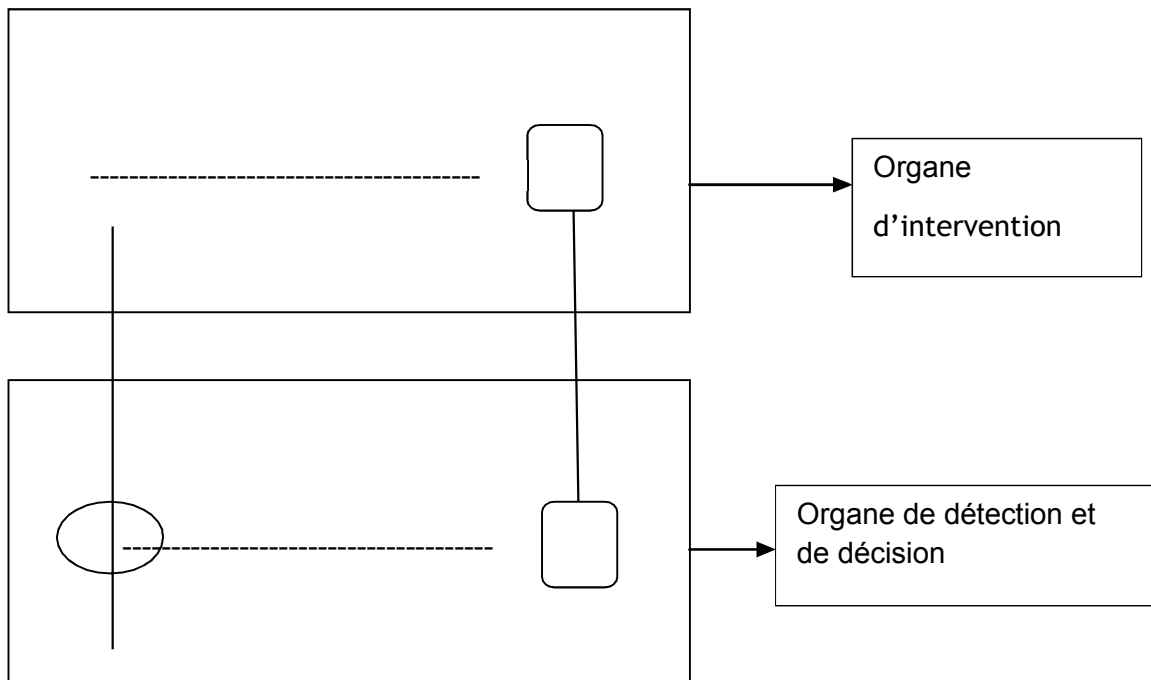 Organe
d’intervention
Organe de détection et
de décision